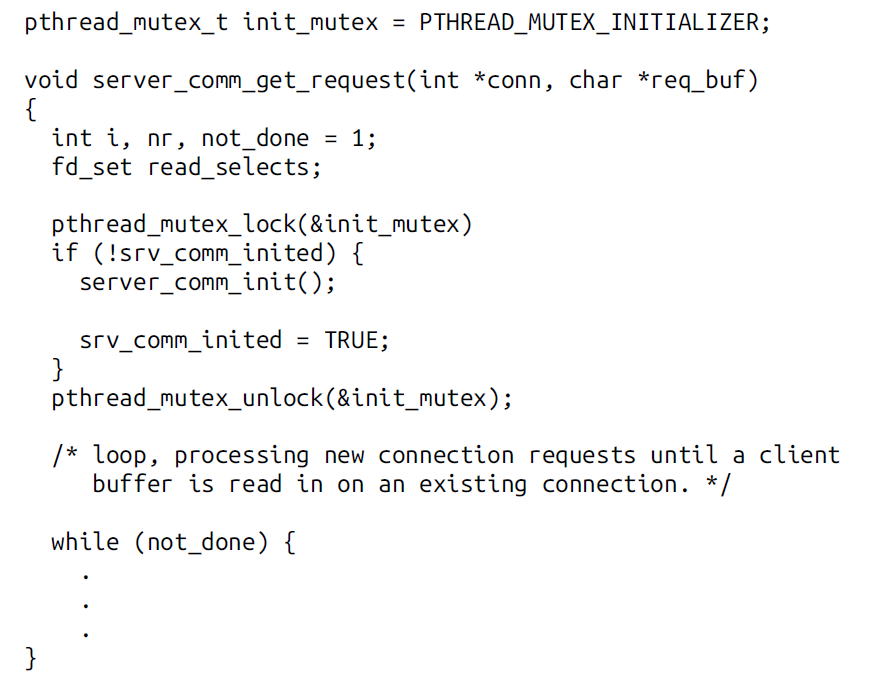 pthread_mutex_t init_mutex = PTHREAD_MUTEX_INITIALIZER;

void server_comm_get_request(int *conn, char *req_buf)
{
  int i, nr, not_done = 1;
  fd_set read_selects;

  pthread_mutex_lock(&init_mutex)
  if (!srv_comm_inited) {
    server_comm_init();

    srv_comm_inited = TRUE;
  }
  pthread_mutex_unlock(&init_mutex);

  /* loop, processing new connection requests until a client
     buffer is read in on an existing connection. */

  while (not_done) {
    .
    .
    .
}